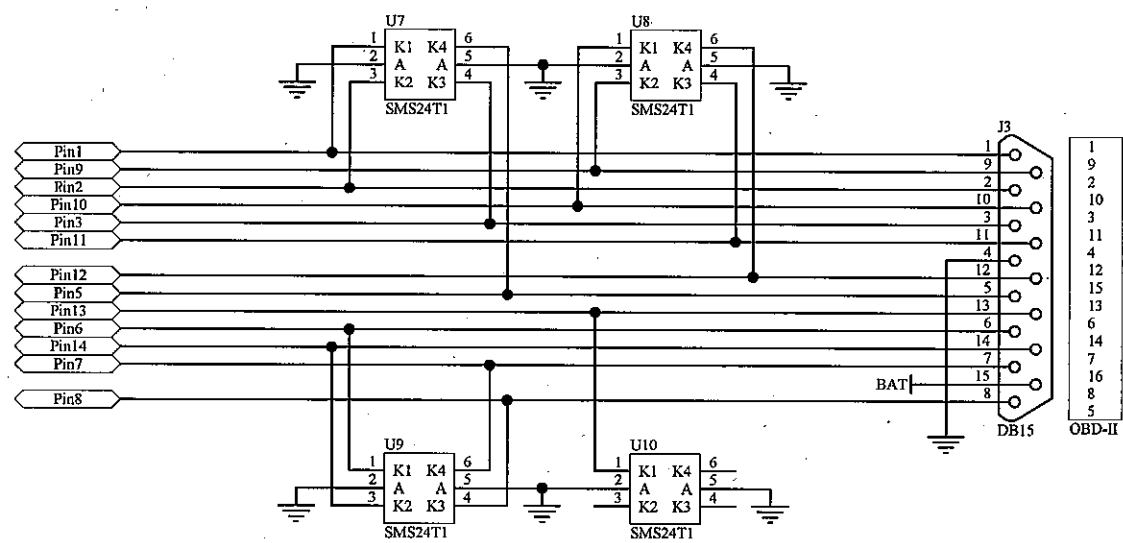 U7
1 K1 K4 6
2 A A 5
3 K2 K3 4
SMS24T1
U8
1 K1 K4 6
2 A A 5
3 K2 K3 4
SMS24T1
J3
Pin1 1 1
Pin9 9 9
Pin2 2 2
Pin10 10 10
Pin3 3 3
Pin11 11 11
4 4
Pin12 12 12
Pin5 5 15
Pin13 13 13
Pin6 6 6
Pin14 14 14
Pin7 7 7
BAT 15 16
Pin8 8 8
5
DB15 OBD-II
U9
1 K1 K4 6
2 A A 5
3 K2 K3 4
SMS24T1
U10
1 K1 K4 6
2 A A 5
3 K2 K3 4
SMS24T1